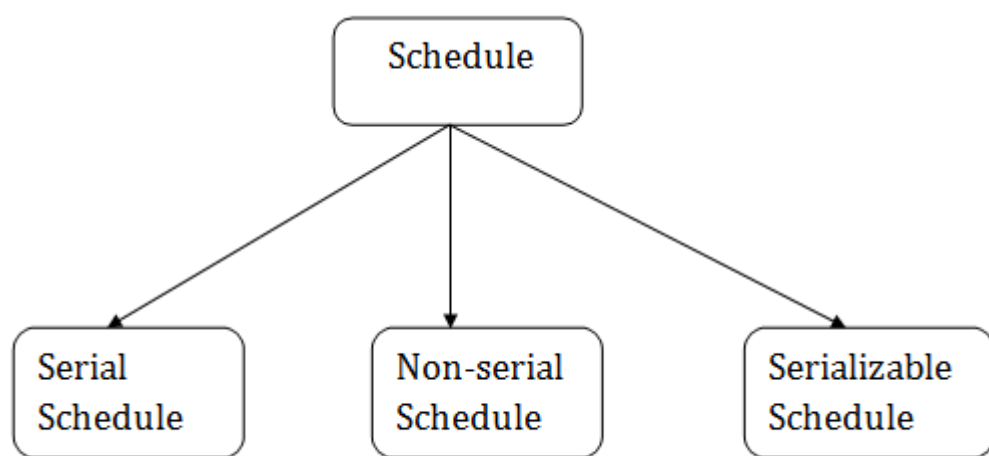 Schedule
Serial
Schedule
Non-serial
Schedule
Serializable
Schedule